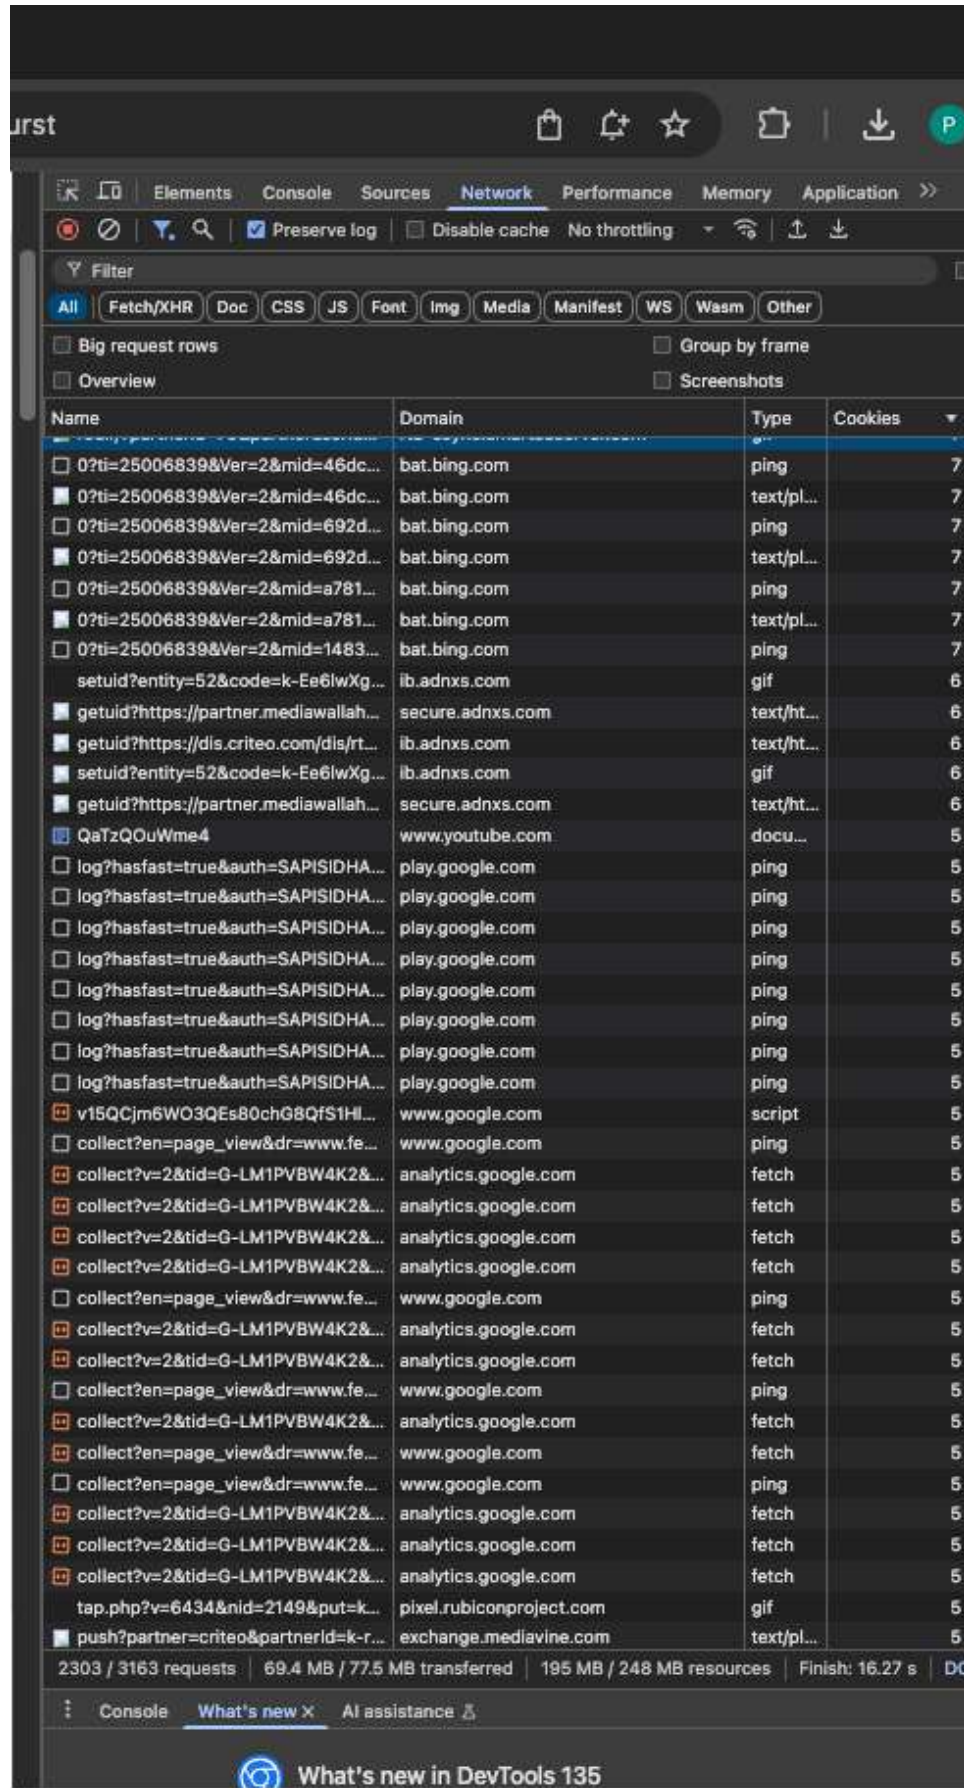 urst P
Elements Console Sources Network Performance Memory Application
Preserve log Disable cache No throttling
Filter
All Fetch/XHR Doc CSS JS Font Img Media Manifest WS Wasm Other
Big request rows Group by frame
Overview Screenshots
Name Domain Type Cookies
0?ti=25006839&Ver=2&mid=46dc... bat.bing.com ping 7
0?ti=25006839&Ver=2&mid=46dc... bat.bing.com text/pl... 7
0?ti=25006839&Ver=2&mid=692d... bat.bing.com ping 7
0?ti=25006839&Ver=2&mid=692d... bat.bing.com text/pl... 7
0?ti=25006839&Ver=2&mid=a781... bat.bing.com ping 7
0?ti=25006839&Ver=2&mid=a781... bat.bing.com text/pl... 7
0?ti=25006839&Ver=2&mid=1483... bat.bing.com ping 7
setuid?entity=52&code=k-Ee6lwXg... ib.adnxs.com gif 6
getuid?https://partner.mediawallah... secure.adnxs.com text/ht... 6
getuid?https://dis.criteo.com/dis/rt... ib.adnxs.com text/ht... 6
setuid?entity=52&code=k-Ee6lwXg... ib.adnxs.com gif 6
getuid?https://partner.mediawallah... secure.adnxs.com text/ht... 6
QaTzQOuWme4 www.youtube.com docu... 5
log?hasfast=true&auth=SAPISIDHA... play.google.com ping 5
log?hasfast=true&auth=SAPISIDHA... play.google.com ping 5
log?hasfast=true&auth=SAPISIDHA... play.google.com ping 5
log?hasfast=true&auth=SAPISIDHA... play.google.com ping 5
log?hasfast=true&auth=SAPISIDHA... play.google.com ping 5
log?hasfast=true&auth=SAPISIDHA... play.google.com ping 5
log?hasfast=true&auth=SAPISIDHA... play.google.com ping 5
log?hasfast=true&auth=SAPISIDHA... play.google.com ping 5
v15QCjm6WO3QEs80chG8QfS1Hl... www.google.com script 5
collect?en=page_view&dr=www.fe... www.google.com ping 5
collect?v=2&tid=G-LM1PVBW4K2&... analytics.google.com fetch 5
collect?v=2&tid=G-LM1PVBW4K2&... analytics.google.com fetch 5
collect?v=2&tid=G-LM1PVBW4K2&... analytics.google.com fetch 5
collect?v=2&tid=G-LM1PVBW4K2&... analytics.google.com fetch 5
collect?en=page_view&dr=www.fe... www.google.com ping 5
collect?v=2&tid=G-LM1PVBW4K2&... analytics.google.com fetch 5
collect?v=2&tid=G-LM1PVBW4K2&... analytics.google.com fetch 5
collect?en=page_view&dr=www.fe... www.google.com ping 5
collect?v=2&tid=G-LM1PVBW4K2&... analytics.google.com fetch 5
collect?en=page_view&dr=www.fe... www.google.com fetch 5
collect?en=page_view&dr=www.fe... www.google.com ping 5
collect?v=2&tid=G-LM1PVBW4K2&... analytics.google.com fetch 5
collect?v=2&tid=G-LM1PVBW4K2&... analytics.google.com fetch 5
collect?v=2&tid=G-LM1PVBW4K2&... analytics.google.com fetch 5
tap.php?v=6434&nid=2149&put=k... pixel.rubiconproject.com gif 5
push?partner=criteo&partnerId=k-r... exchange.mediavine.com text/pl... 5
2303 / 3163 requests 69.4 MB / 77.5 MB transferred 195 MB / 248 MB resources Finish: 16.27 s DO
Console What's new × AI assistance
What's new in DevTools 135